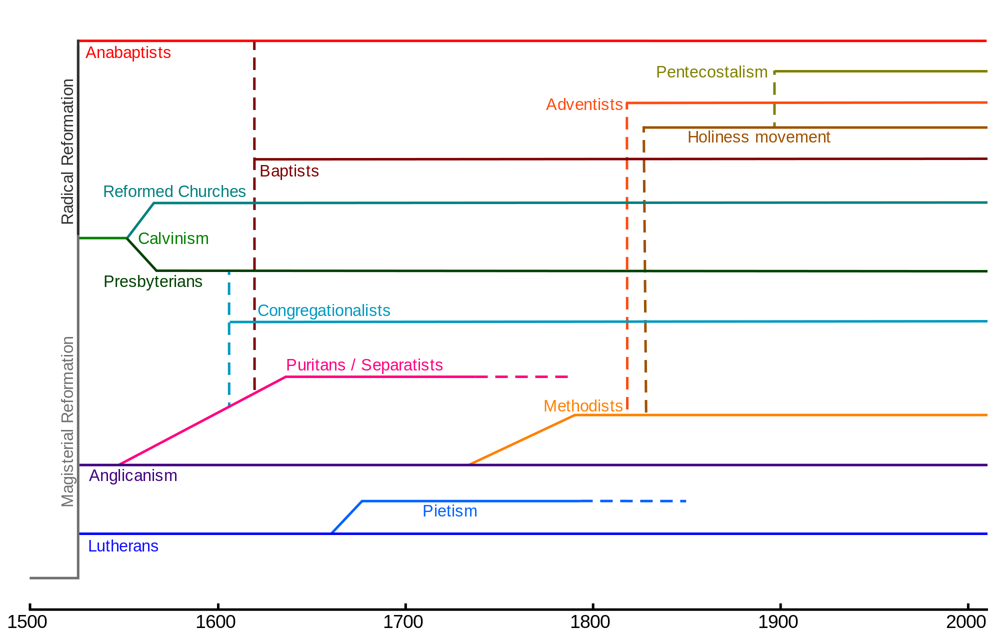 Anabaptists
Pentecostalism
Radical Reformation
Adventists
Holiness movement
Baptists
Reformed Churches
Calvinism
Presbyterians
Congregationalists
Magisterial Reformation
Puritans / Separatists
Methodists
Anglicanism
Pietism
Lutherans
1500 1600 1700 1800 1900 2000